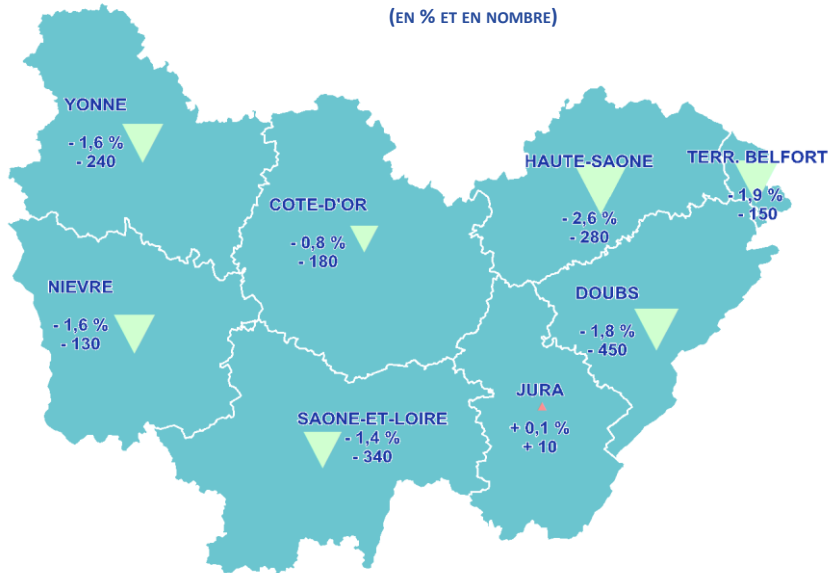 (EN % ET EN NOMBRE)
YONNE
- 1,6 %
- 240
COTE-D'OR
- 0,8 %
- 180
HAUTE-SAONE
- 2,6 %
- 280
TERR. BELFORT
- 1,9 %
- 150
NIEVRE
- 1,6 %
- 130
DOUBS
- 1,8 %
- 450
SAONE-ET-LOIRE
- 1,4 %
- 340
JURA
+ 0,1 %
+ 10